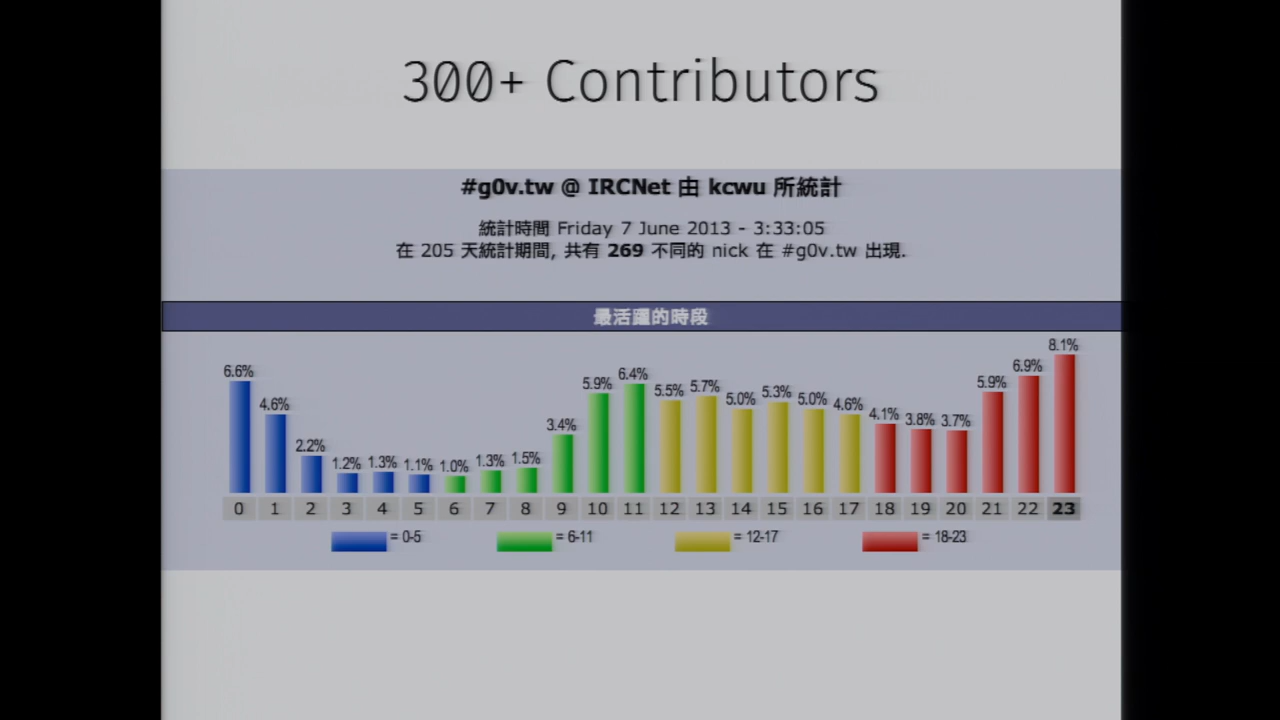 300+ Contributors
#g0v.tw @ IRCNet 由 kcwu 所統計
統計時間 Friday 7 June 2013 - 3:33:05
在 205 天統計期間, 共有 269 不同的 nick 在 #g0v.tw 出現.
最活躍的時段
6.6% 4.6% 2.2% 1.2% 1.3% 1.1% 1.0% 1.3% 1.5% 3.4% 5.9% 6.4% 5.5% 5.7% 5.0% 5.3% 5.0% 4.6% 4.1% 3.8% 3.7% 5.9% 6.9% 8.1%
0 1 2 3 4 5 6 7 8 9 10 11 12 13 14 15 16 17 18 19 20 21 22 23
= 0-5 = 6-11 = 12-17 = 18-23